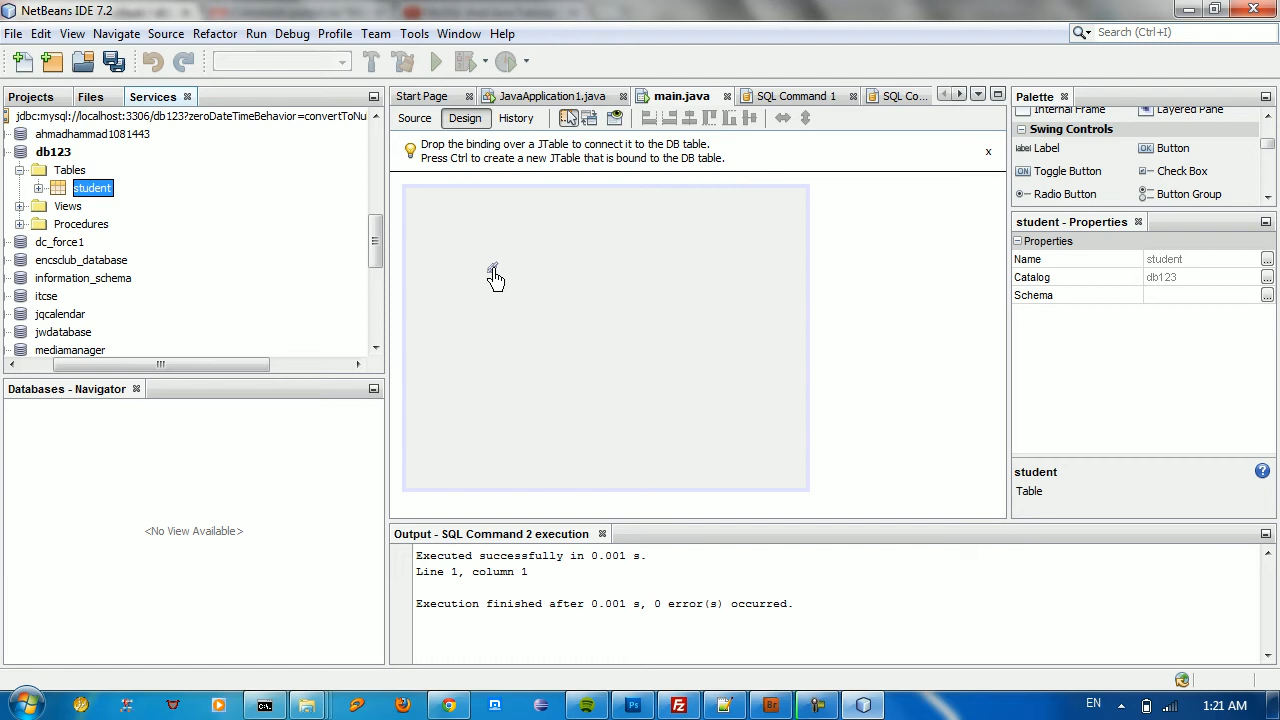 NetBeans IDE 7.2
File Edit View Navigate Source Refactor Run Debug Profile Team Tools Window Help
Search (Ctrl+I)
Projects Files Services
jdbc:mysql://localhost:3306/db123?zeroDateTimeBehavior=convertToNu
ahmadhammad1081443
db123
Tables
student
Views
Procedures
dc_force1
encsclub_database
information_schema
itcse
jqcalendar
jwdatabase
mediamanager
Databases - Navigator
<No View Available>
Start Page JavaApplication1.java main.java SQL Command 1 SQL Co...
Source Design History
Drop the binding over a JTable to connect it to the DB table.
Press Ctrl to create a new JTable that is bound to the DB table.
x
Output - SQL Command 2 execution
Executed successfully in 0.001 s.
Line 1, column 1
Execution finished after 0.001 s, 0 error(s) occurred.
Palette
Internal Frame Layered Pane
Swing Controls
Label Button
Toggle Button Check Box
Radio Button Button Group
student - Properties
Properties
Name student
Catalog db123
Schema
student
Table
EN 1:21 AM